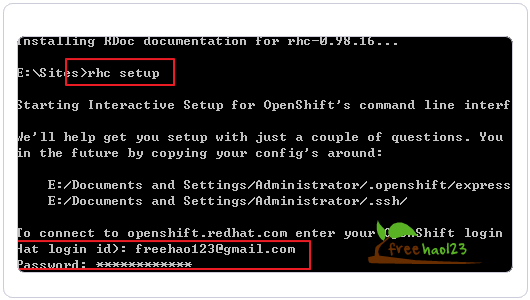 Installing RDoc documentation for rhc-0.98.16...
E:\Sites>rhc setup
Starting Interactive Setup for OpenShift's command line interf
We'll help get you setup with just a couple of questions. You
in the future by copying your config's around:
E:/Documents and Settings/Administrator/.openshift/express
E:/Documents and Settings/Administrator/.ssh/
To connect to openshift.redhat.com enter your OpenShift login
Hat login id): freehao123@gmail.com
Password: *************
freehao123